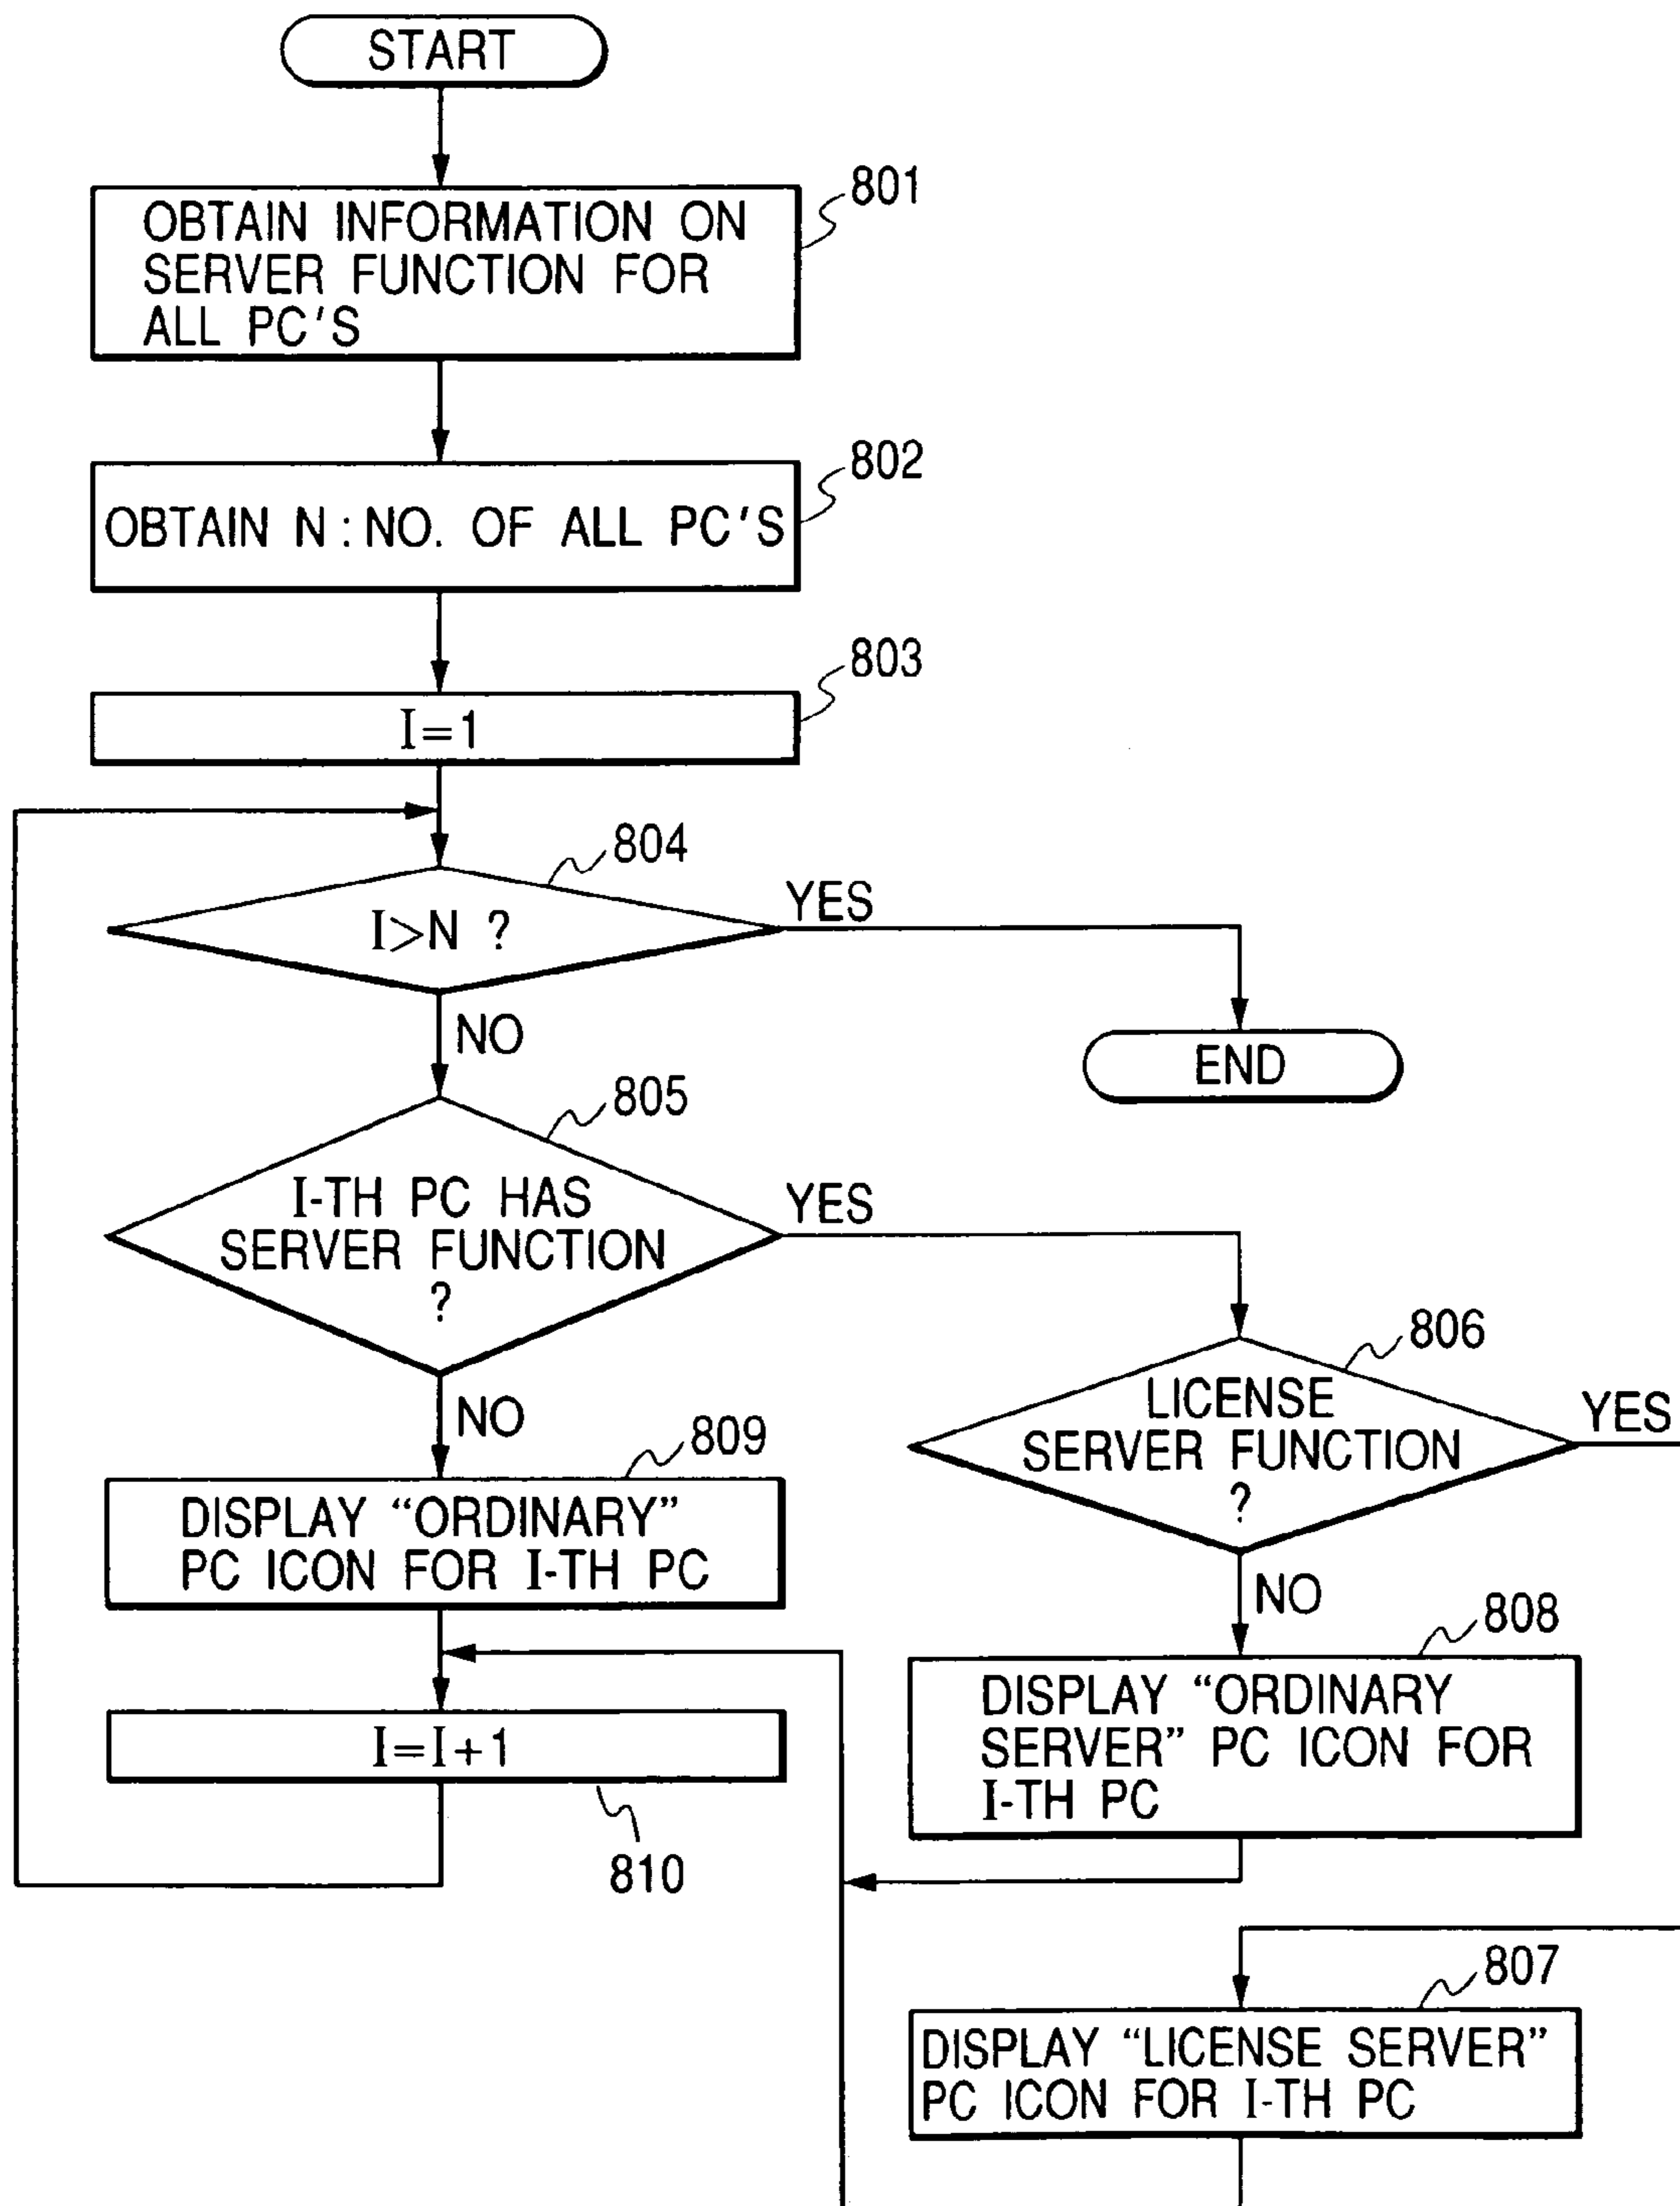 START
801
OBTAIN INFORMATION ON
SERVER FUNCTION FOR
ALL PC'S
802
OBTAIN N : NO. OF ALL PC'S
803
I=1
804
I>N ?
YES
NO
END
805
I-TH PC HAS
SERVER FUNCTION
?
YES
NO
806
LICENSE
SERVER FUNCTION
?
YES
NO
809
DISPLAY “ORDINARY”
PC ICON FOR I-TH PC
808
DISPLAY “ORDINARY
SERVER” PC ICON FOR
I-TH PC
I=I+1
810
807
DISPLAY “LICENSE SERVER”
PC ICON FOR I-TH PC